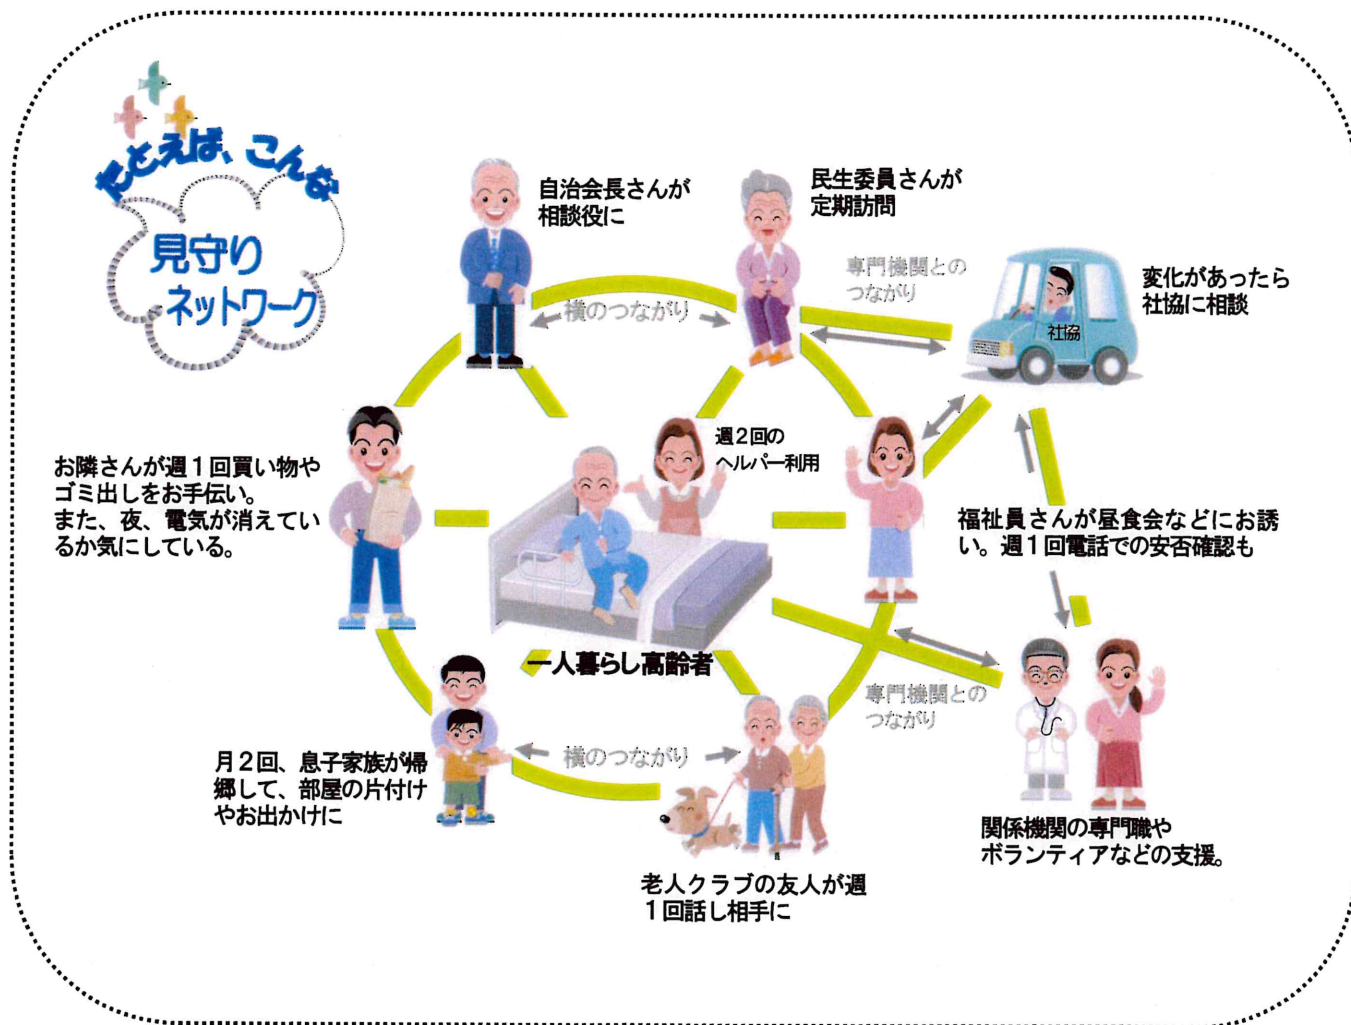 たとえば、こんな
見守り
ネットワーク
自治会長さんが
相談役に
民生委員さんが
定期訪問
専門機関との
つながり
変化があったら
社協に相談
横のつながり
社協
週2回の
ヘルパー利用
お隣さんが週1回買い物や
ゴミ出しをお手伝い。
また、夜、電気が消えてい
るか気にしている。
福祉員さんが昼食会などにお誘
い。週1回電話での安否確認も
一人暮らし高齢者
専門機関との
つながり
横のつながり
月2回、息子家族が帰
郷して、部屋の片付け
やお出かけに
関係機関の専門職や
ボランティアなどの支援。
老人クラブの友人が週
1回話し相手に